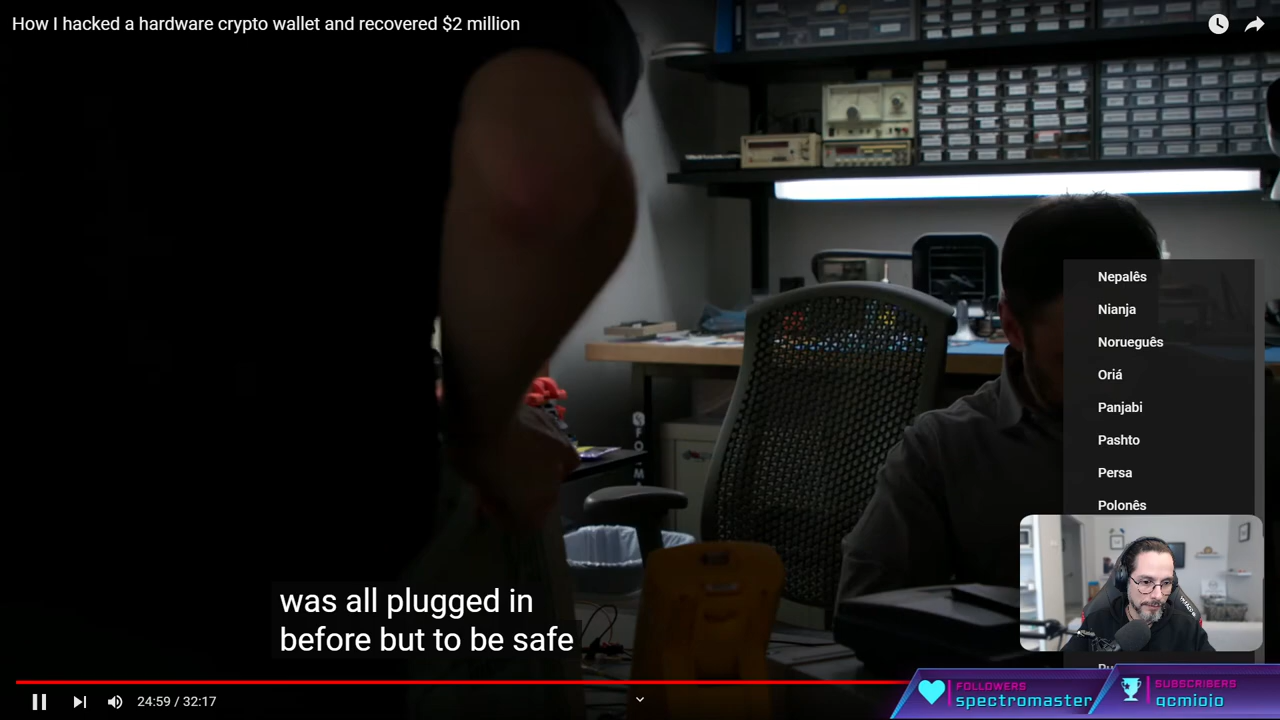 How I hacked a hardware crypto wallet and recovered $2 million
Nepalês
Nianja
Norueguês
Oriá
Panjabi
Pashto
Persa
Polonês
was all plugged in
before but to be safe
24:59 / 32:17
FOLLOWERS
spectromaster
SUBSCRIBERS
gcmiojo